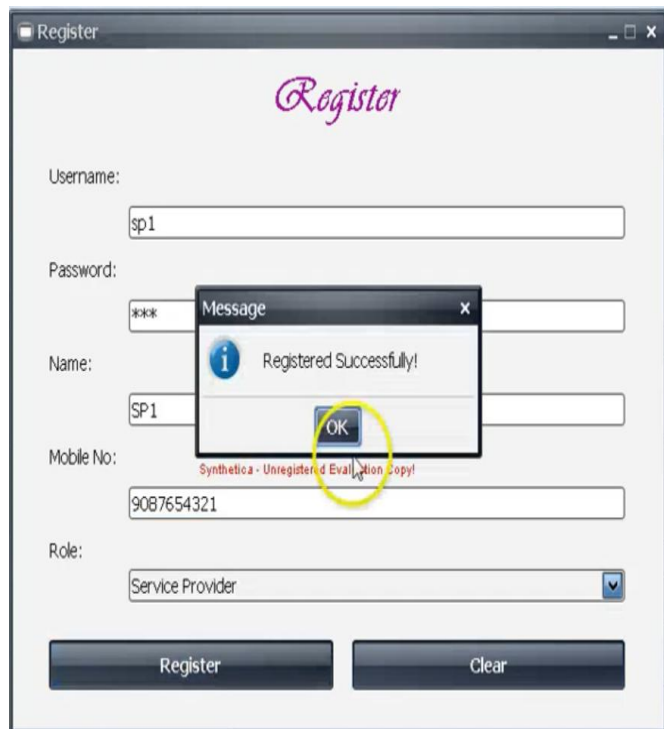 Register
Register
Username:
sp1
Password:
***
Message
Registered Successfully!
Name:
SP1
OK
Mobile No:
Synthetica - Unregistered Evaluation Copy!
9087654321
Role:
Service Provider
Register Clear